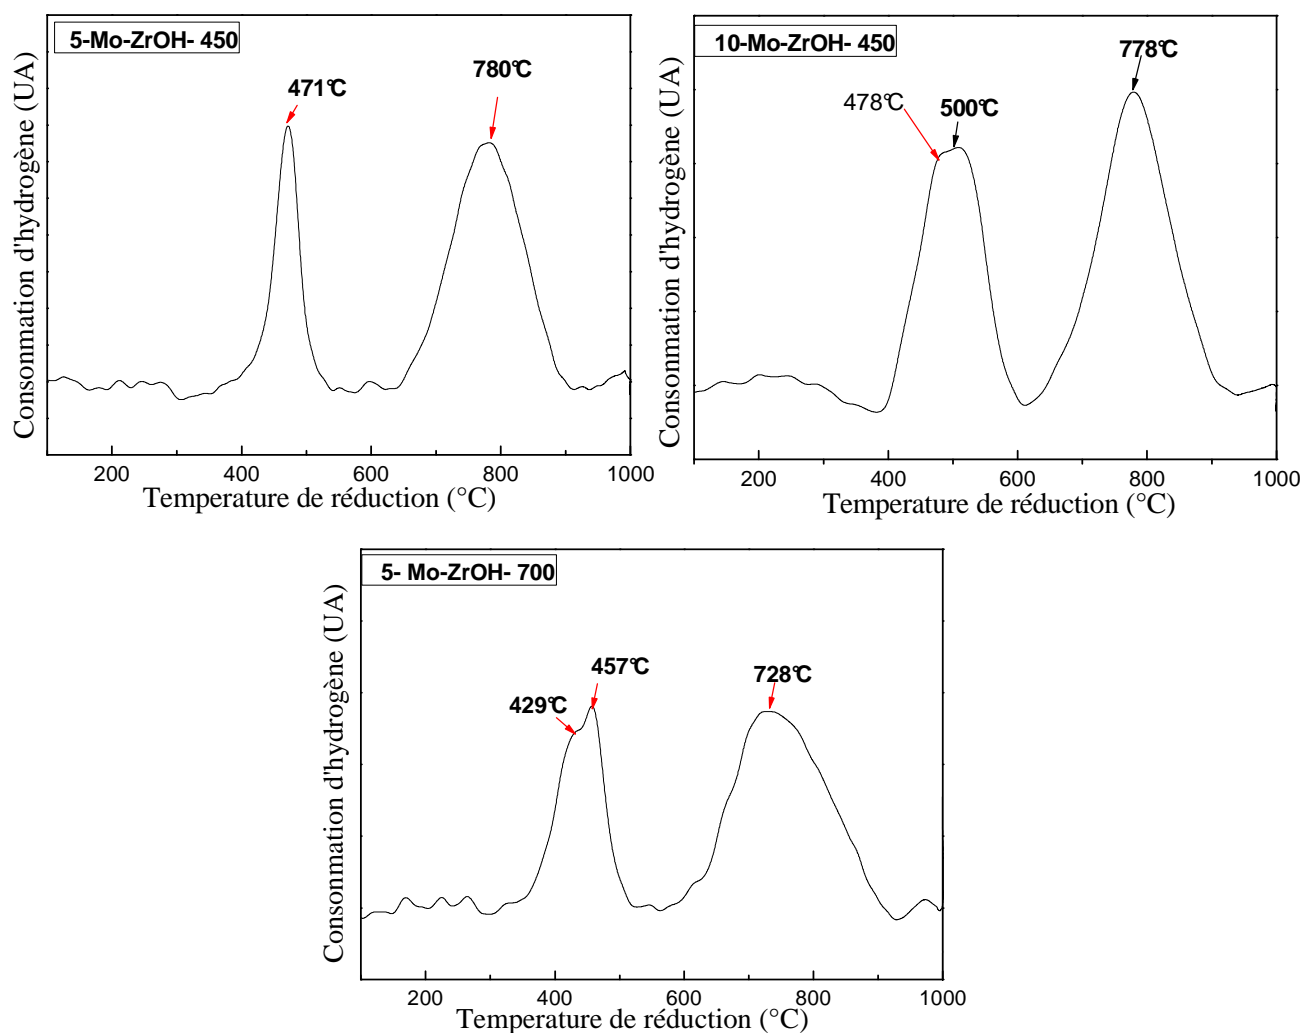 5-Mo-ZrOH- 450
471°C
780°C
Consonmation d'hydrogène (UA)
200
400
600
800
1000
Temperature de réduction (°C)
10-Mo-ZrOH- 450
478°C
500°C
778°C
Consonmation d'hydrogène (UA)
200
400
600
800
1000
Temperature de réduction (°C)
5- Mo-ZrOH- 700
429°C
457°C
728°C
Consonmation d'hydrogène (UA)
200
400
600
800
1000
Temperature de réduction (°C)